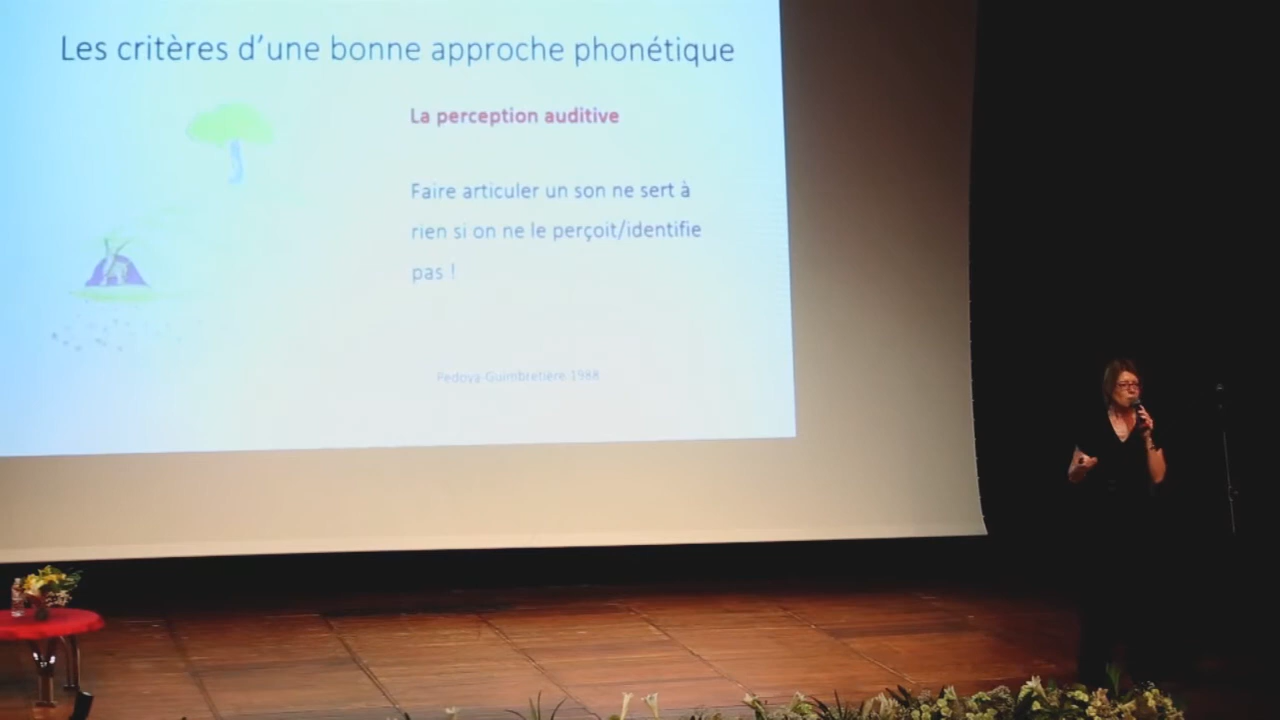 Les critères d’une bonne approche phonétique
La perception auditive
Faire articuler un son ne sert à
rien si on ne le perçoit/identifie
pas !
Pedoya-Guimbretière 1988